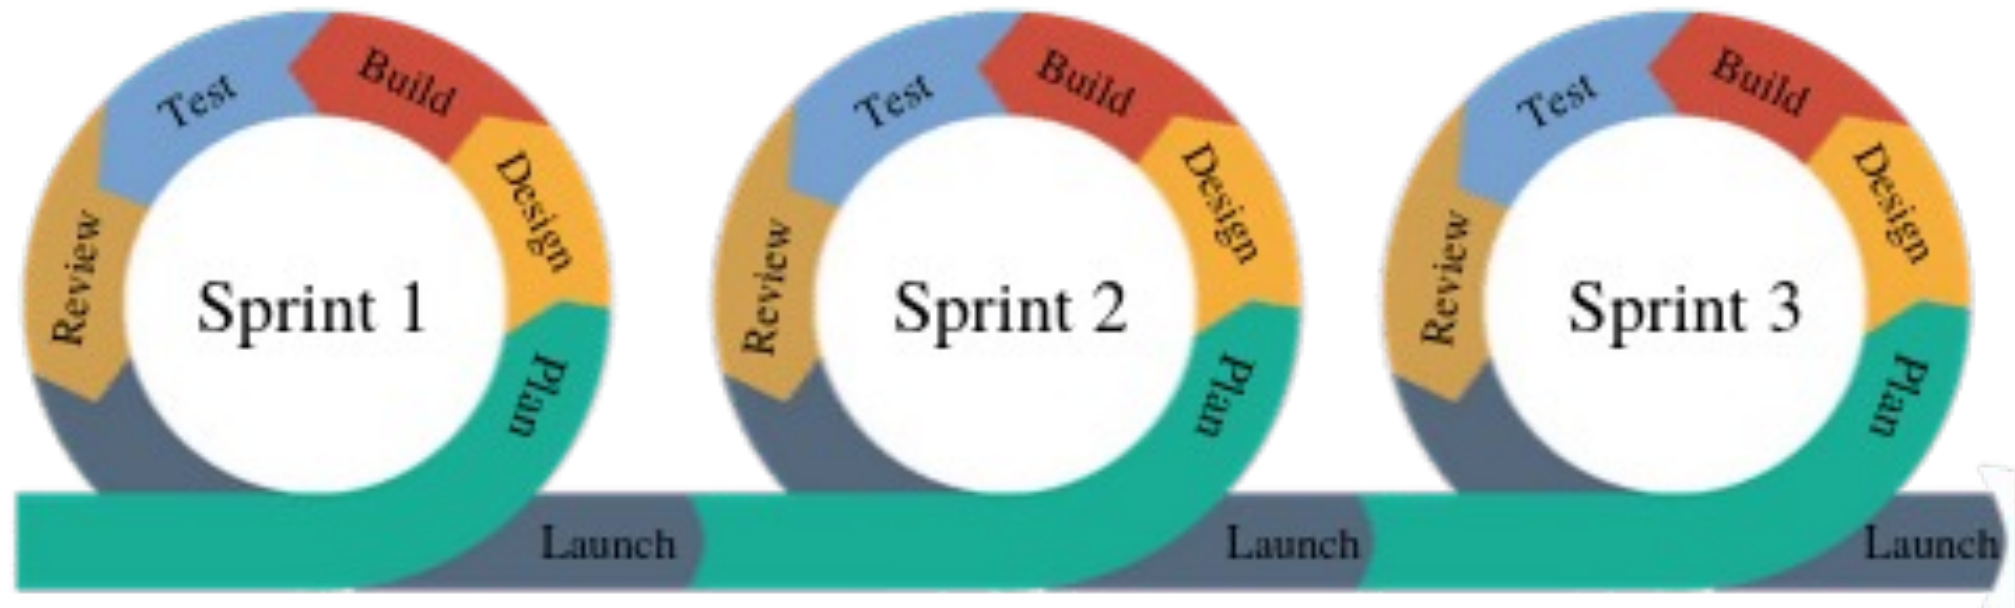 Test
Build
Design
Review
Sprint 1
Plan
Launch
Test
Build
Design
Review
Sprint 2
Plan
Launch
Test
Build
Design
Review
Sprint 3
Plan
Launch